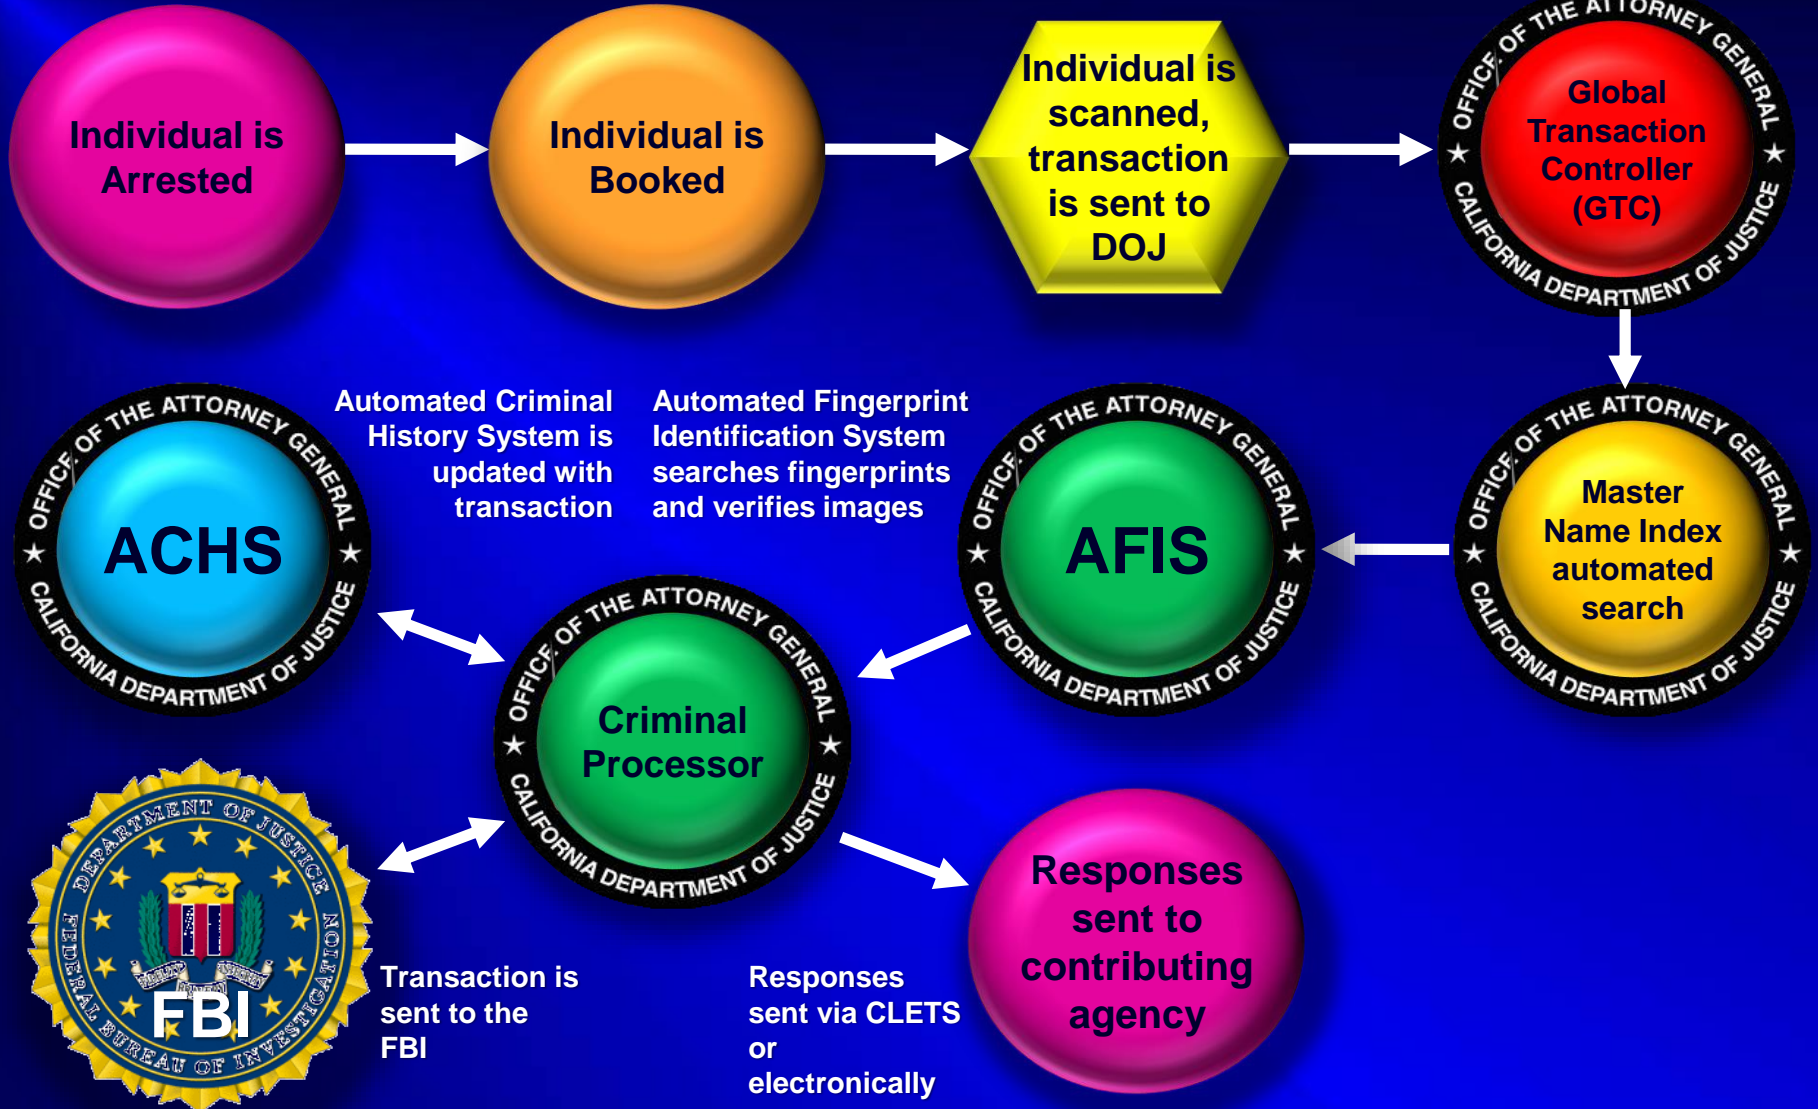 Individual is
Arrested
Individual is
Booked
Individual is
scanned,
transaction
is sent to
DOJ
OFFICE OF THE ATTORNEY GENERAL
CALIFORNIA DEPARTMENT OF JUSTICE
Global
Transaction
Controller
(GTC)
OFFICE OF THE ATTORNEY GENERAL
CALIFORNIA DEPARTMENT OF JUSTICE
ACHS
Automated Criminal
History System is
updated with
transaction
Automated Fingerprint
Identification System
searches fingerprints
and verifies images
OFFICE OF THE ATTORNEY GENERAL
CALIFORNIA DEPARTMENT OF JUSTICE
AFIS
OFFICE OF THE ATTORNEY GENERAL
CALIFORNIA DEPARTMENT OF JUSTICE
Master
Name Index
automated
search
OFFICE OF THE ATTORNEY GENERAL
CALIFORNIA DEPARTMENT OF JUSTICE
Criminal
Processor
DEPARTMENT OF JUSTICE
FEDERAL BUREAU OF INVESTIGATION
FBI
Transaction is
sent to the
FBI
Responses
sent via CLETS
or
electronically
Responses
sent to
contributing
agency